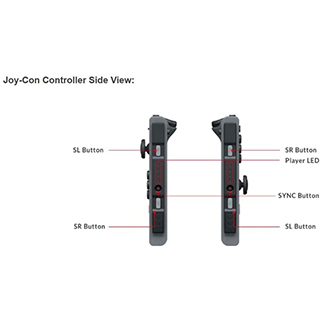 Joy-Con Controller Side View:
SL Button
SR Button
Player LED
SYNC Button
SR Button
SL Button